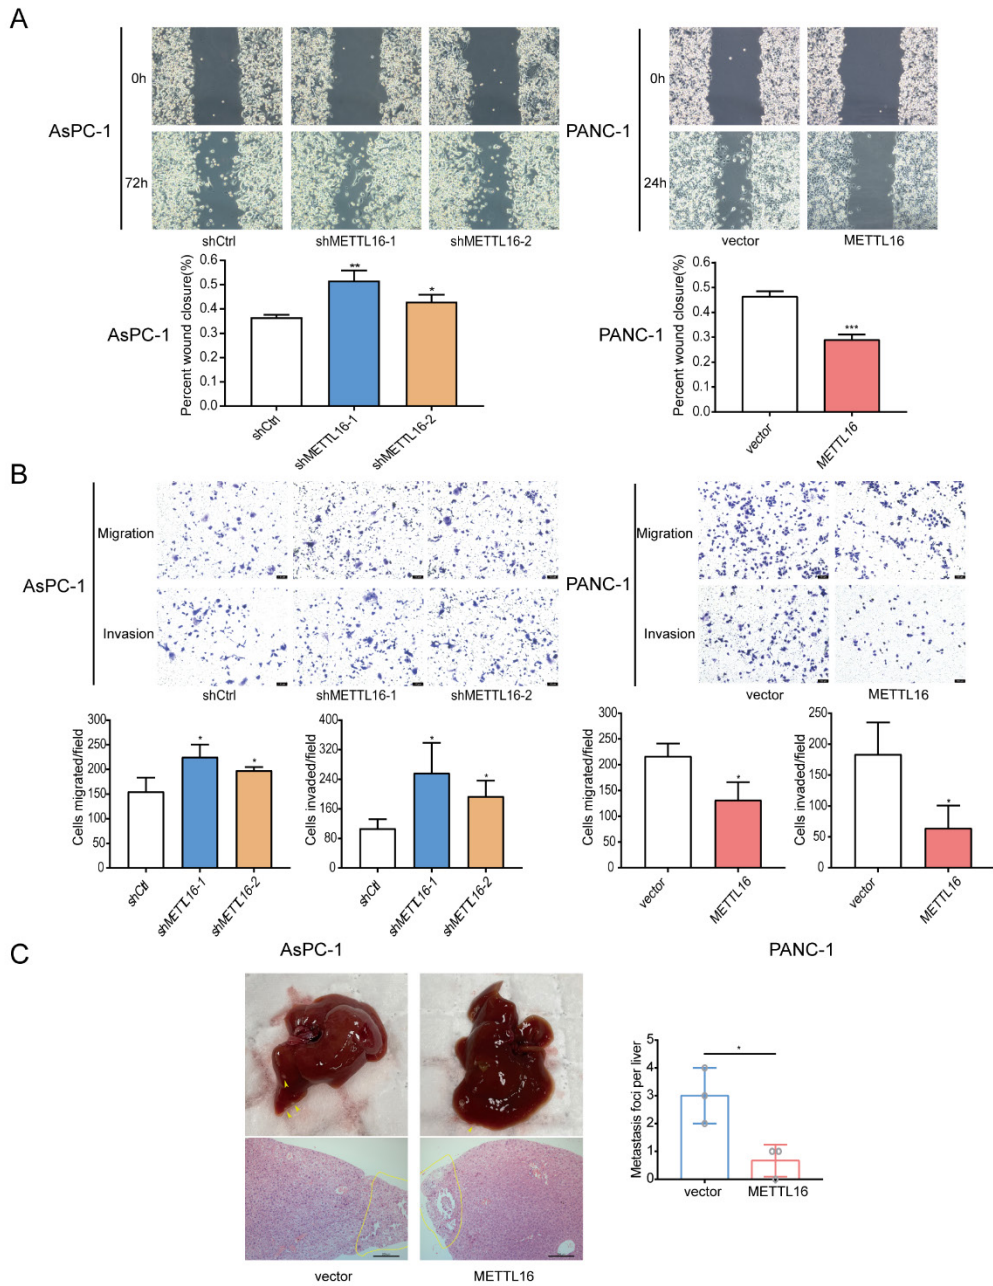 A
AsPC-1
0h
72h
shCtrl
shMETTL16-1
shMETTL16-2
PANC-1
0h
24h
vector
METTL16
AsPC-1
Percent wound closure(%)
0.6
0.5
0.4
0.3
0.2
0.1
0.0
**
*
shCtrl
shMETTL16-1
shMETTL16-2
PANC-1
Percent wound closure(%)
0.6
0.5
0.4
0.3
0.2
0.1
0.0
***
vector
METTL16
B
AsPC-1
Migration
Invasion
shCtrl
shMETTL16-1
shMETTL16-2
PANC-1
Migration
Invasion
vector
METTL16
Cells migrated/field
300
250
200
150
100
50
0
*
*
shCtl
shMETTL16-1
shMETTL16-2
Cells invaded/field
400
320
240
160
80
0
*
*
shCtl
shMETTL16-1
shMETTL16-2
Cells migrated/field
300
250
200
150
100
50
0
*
vector
METTL16
Cells invaded/field
250
200
150
100
50
0
*
vector
METTL16
AsPC-1
PANC-1
C
vector
METTL16
Metastasis foci per liver
5
4
3
2
1
0
*
vector
METTL16